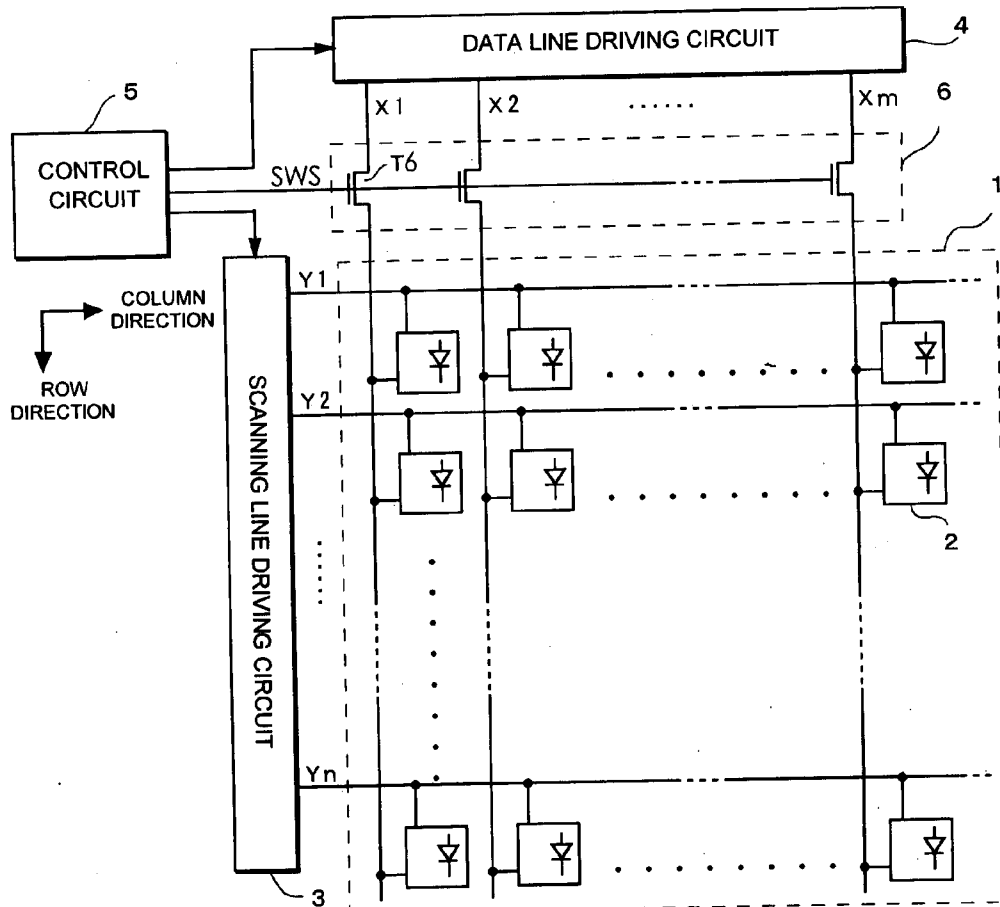 DATA LINE DRIVING CIRCUIT
4
5
X1
X2
......
Xm
6
CONTROL
CIRCUIT
SWS
T6
1
Y1
COLUMN
DIRECTION
ROW
DIRECTION
Y2
SCANNING LINE DRIVING CIRCUIT
2
Yn
3